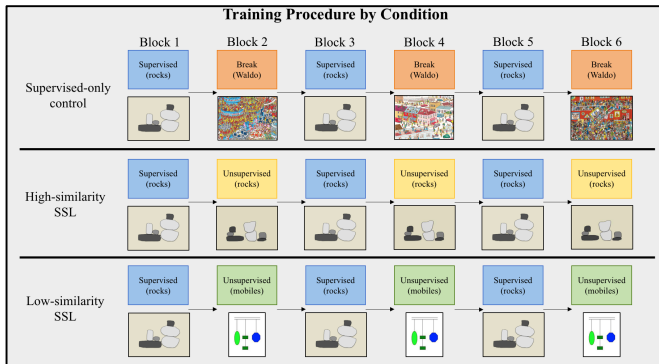 Training Procedure by Condition
Block 1 Block 2 Block 3 Block 4 Block 5 Block 6
Supervised-only
control
Supervised
(rocks)
Break
(Waldo)
Supervised
(rocks)
Break
(Waldo)
Supervised
(rocks)
Break
(Waldo)
High-similarity
SSL
Supervised
(rocks)
Unsupervised
(rocks)
Supervised
(rocks)
Unsupervised
(rocks)
Supervised
(rocks)
Unsupervised
(rocks)
Low-similarity
SSL
Supervised
(rocks)
Unsupervised
(mobiles)
Supervised
(rocks)
Unsupervised
(mobiles)
Supervised
(rocks)
Unsupervised
(mobiles)